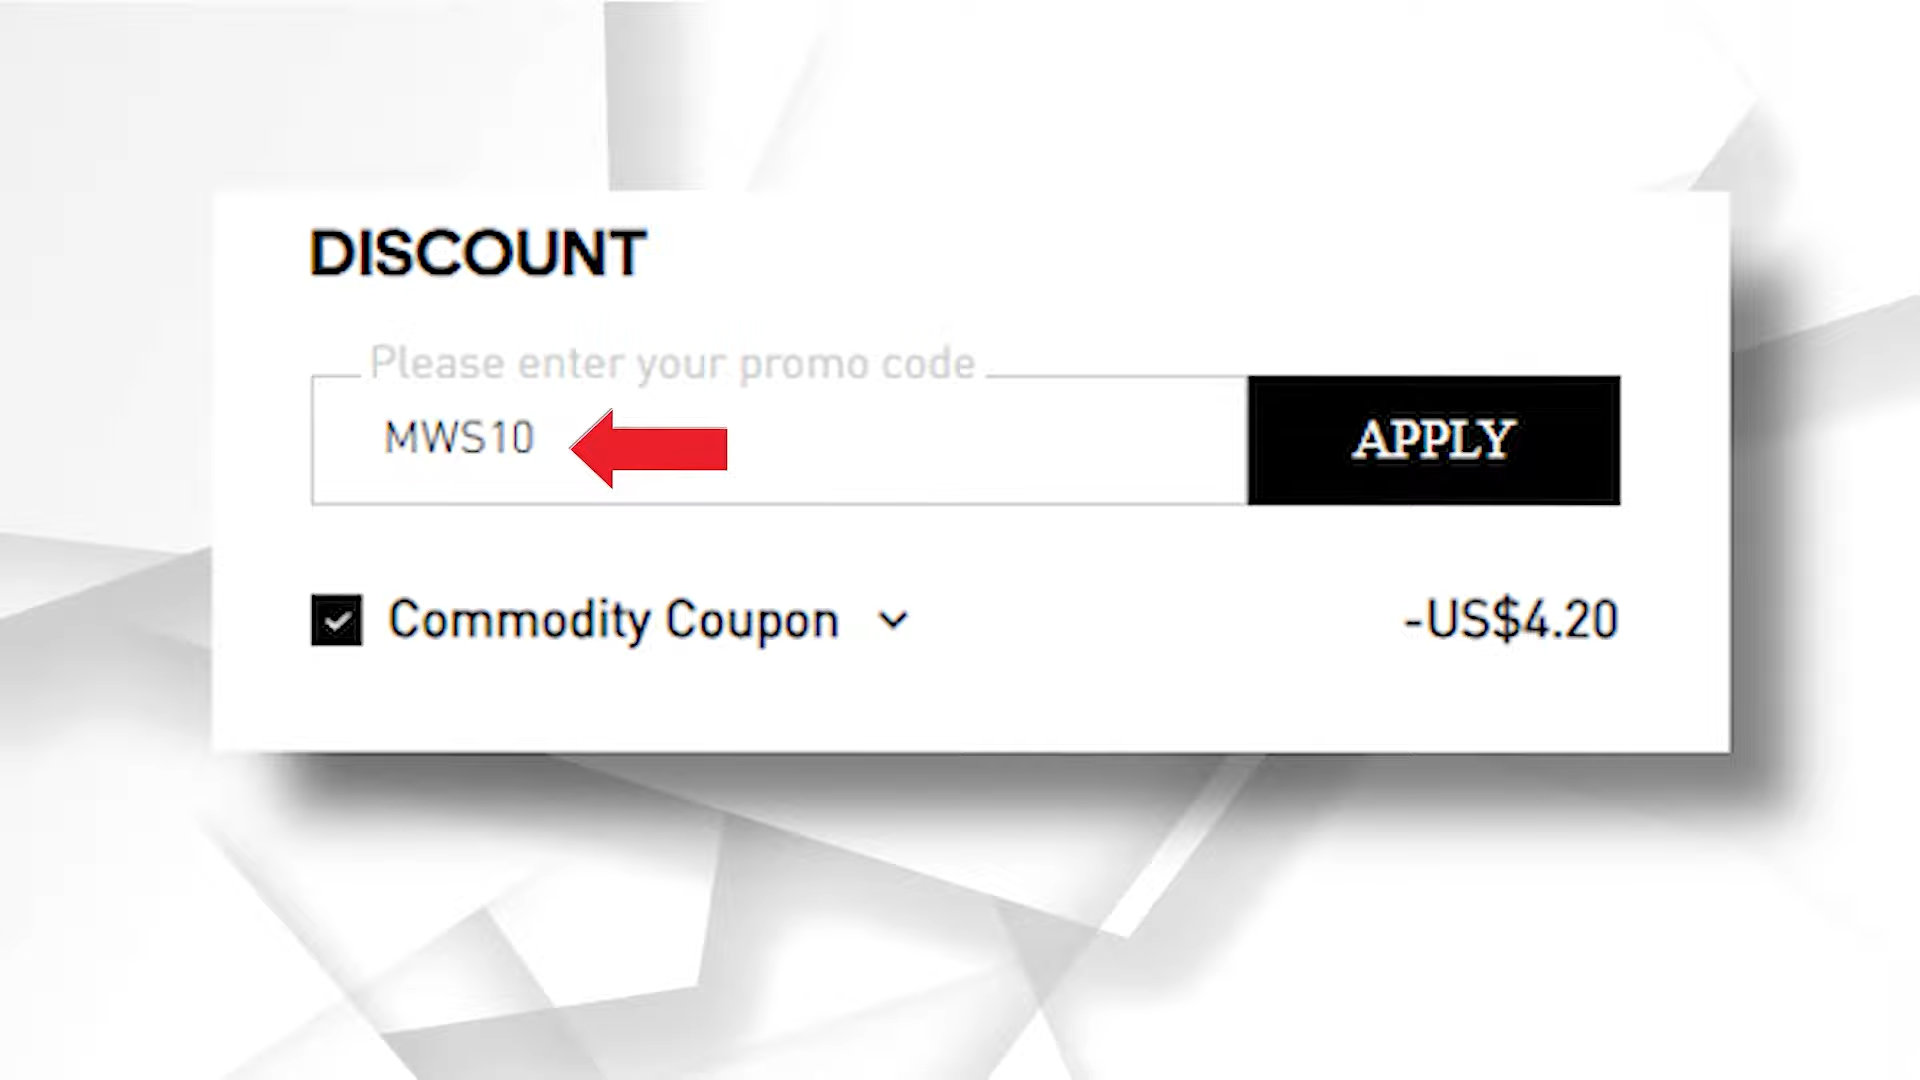 DISCOUNT
Please enter your promo code
MWS10
APPLY
Commodity Coupon
-US$4.20